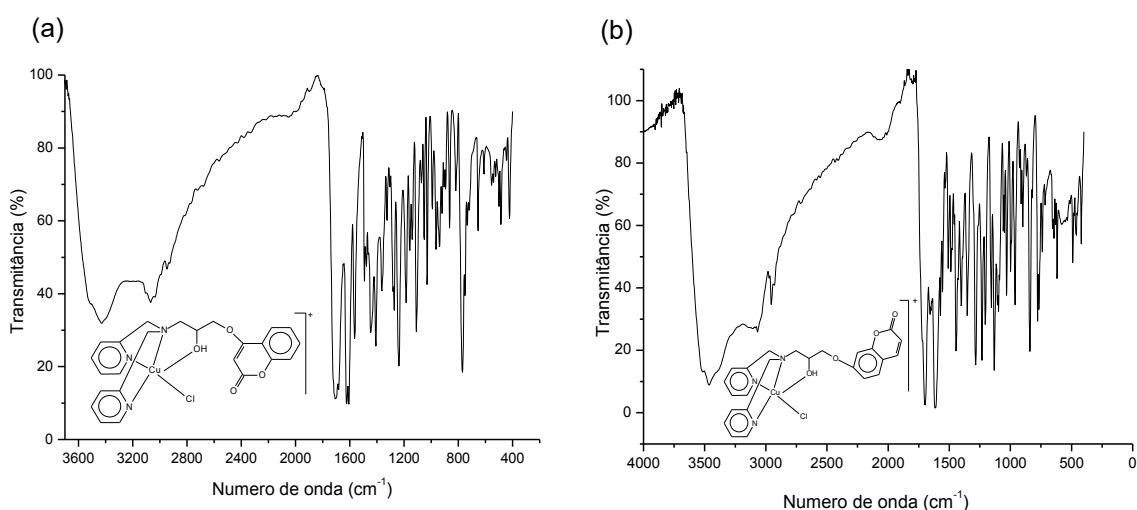 (a)
100
80
60
40
20
0
Transmitância (%)
3600 3200 2800 2400 2000 1600 1200 800 400
Numero de onda (cm-1)
N
N
N
Cu
OH
Cl
O
O
O
+
(b)
100
80
60
40
20
0
Transmitância (%)
4000 3500 3000 2500 2000 1500 1000 500 0
Numero de onda (cm-1)
N
N
N
Cu
OH
Cl
O
O
O
+